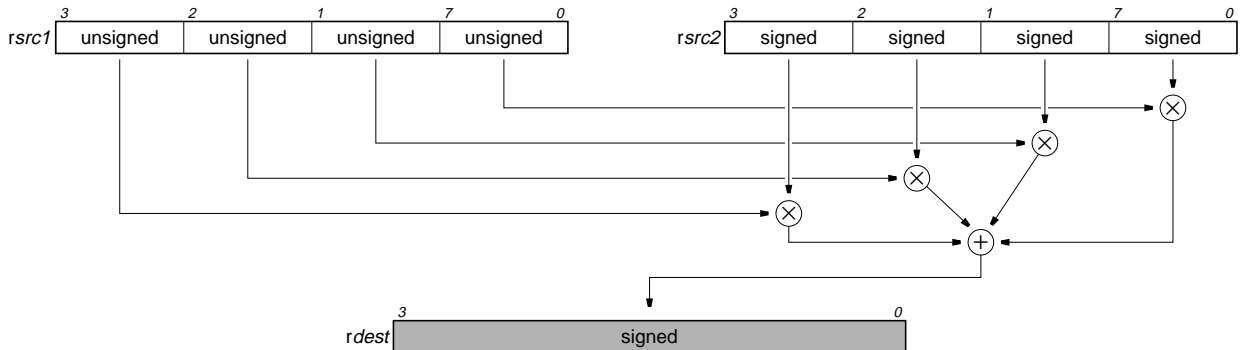 3 2 1 7 0 3 2 1 7 0
rsrc1 unsigned unsigned unsigned unsigned rsrc2 signed signed signed signed
3 0
rdest signed